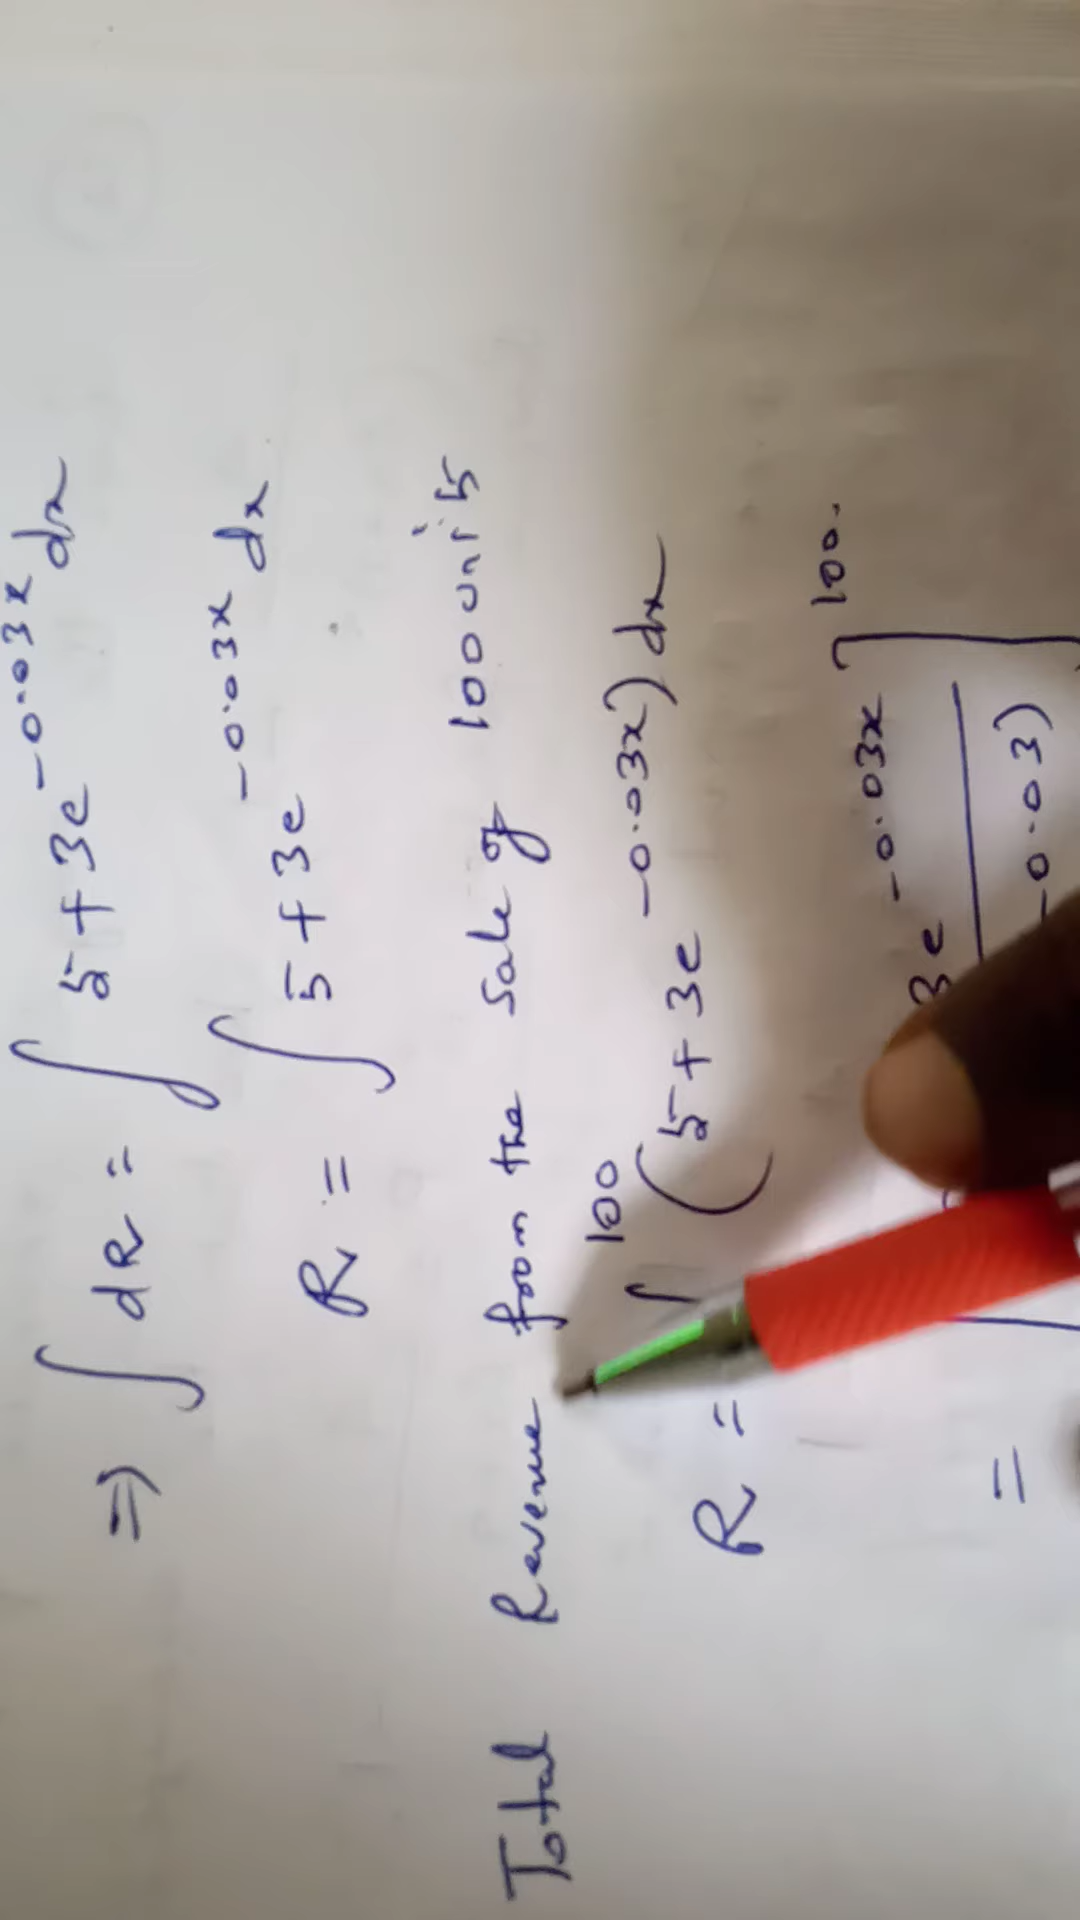 ⇒ ∫ dR = ∫ 5 + 3e^{-0.03x} dx
R = ∫ 5 + 3e^{-0.03x} dx
Total Revenue from the sale of 100 units
R = ∫^{100} (5 + 3e^{-0.03x}) dx
= 3e^{-0.03x} / -0.03) ]^{100.}